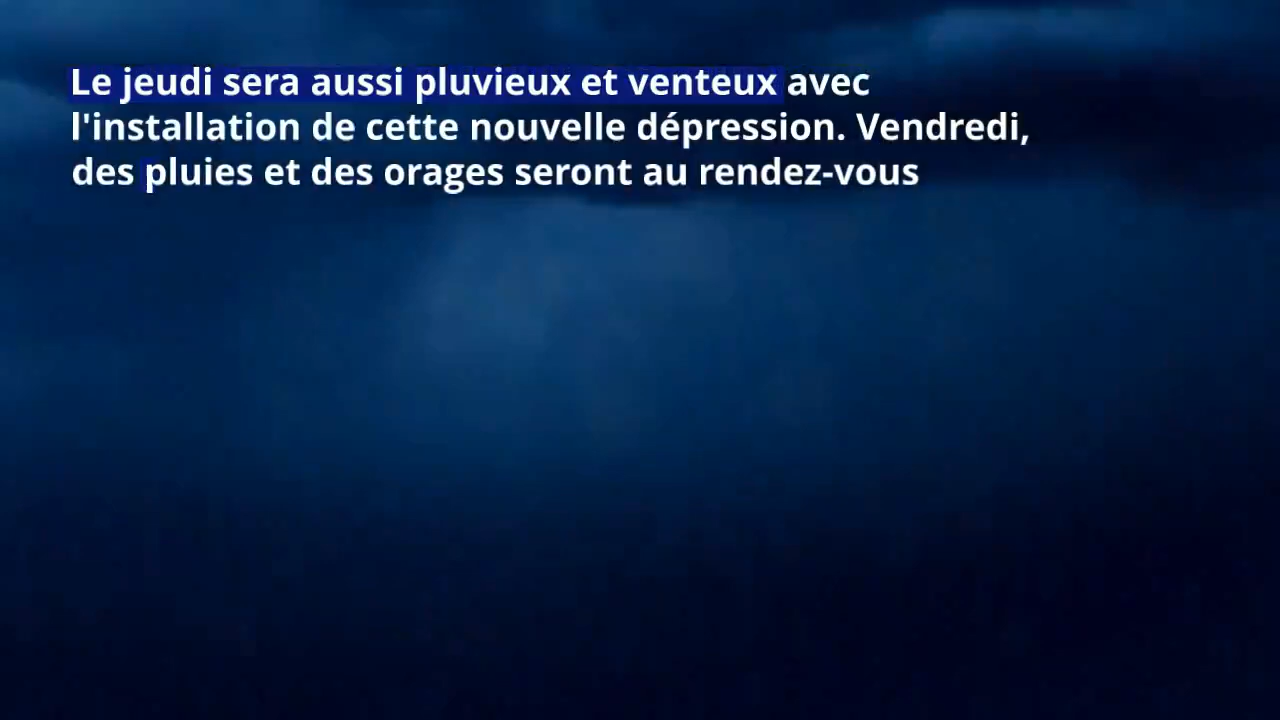 Le jeudi sera aussi pluvieux et venteux avec
l'installation de cette nouvelle dépression. Vendredi,
des pluies et des orages seront au rendez-vous